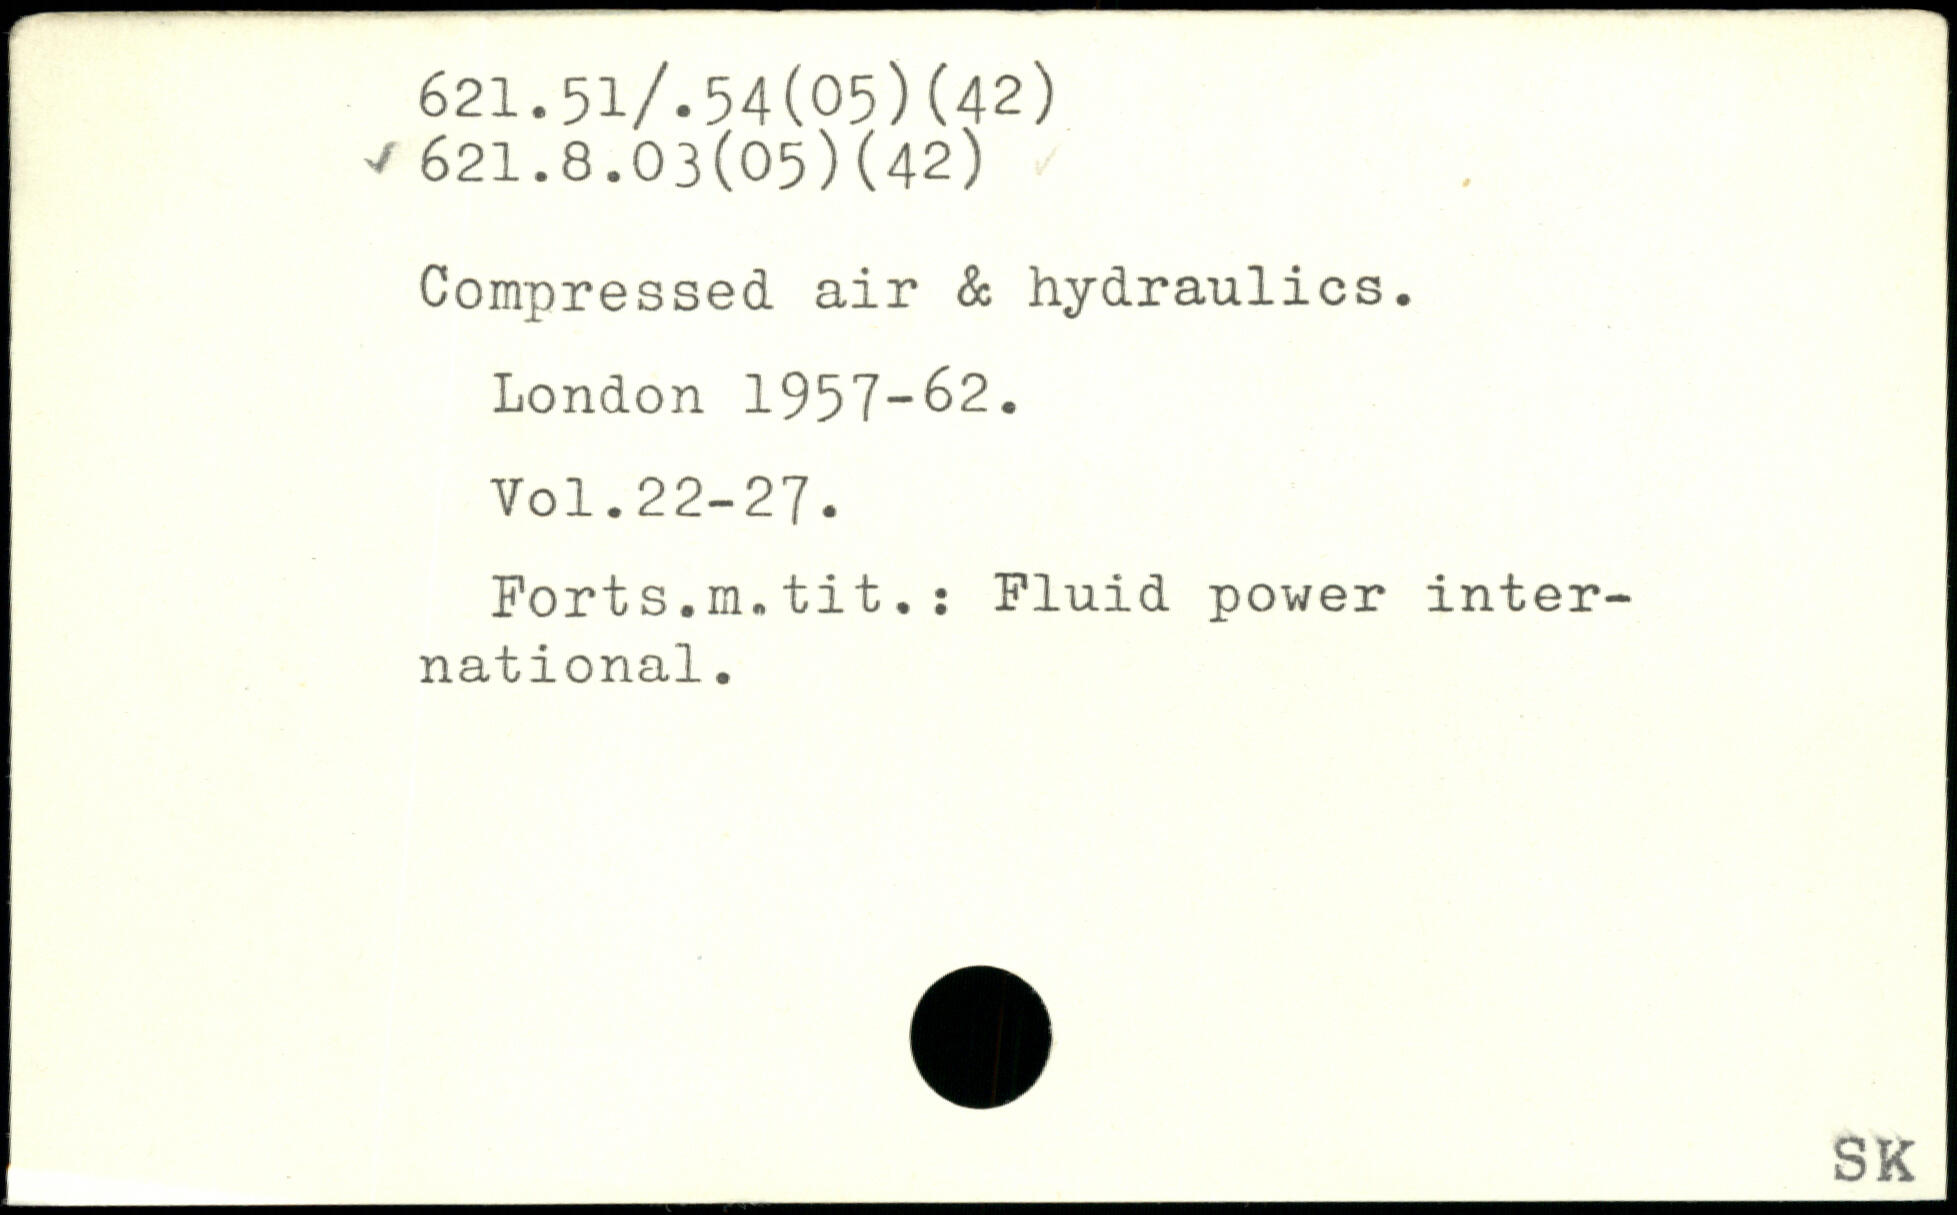 621.51/.54(05)(42)
✓ 621.8.03(05)(42) ✓
Compressed air & hydraulics.
London 1957-62.
Vol.22-27.
Forts.m.tit.: Fluid power inter-
national.
SK